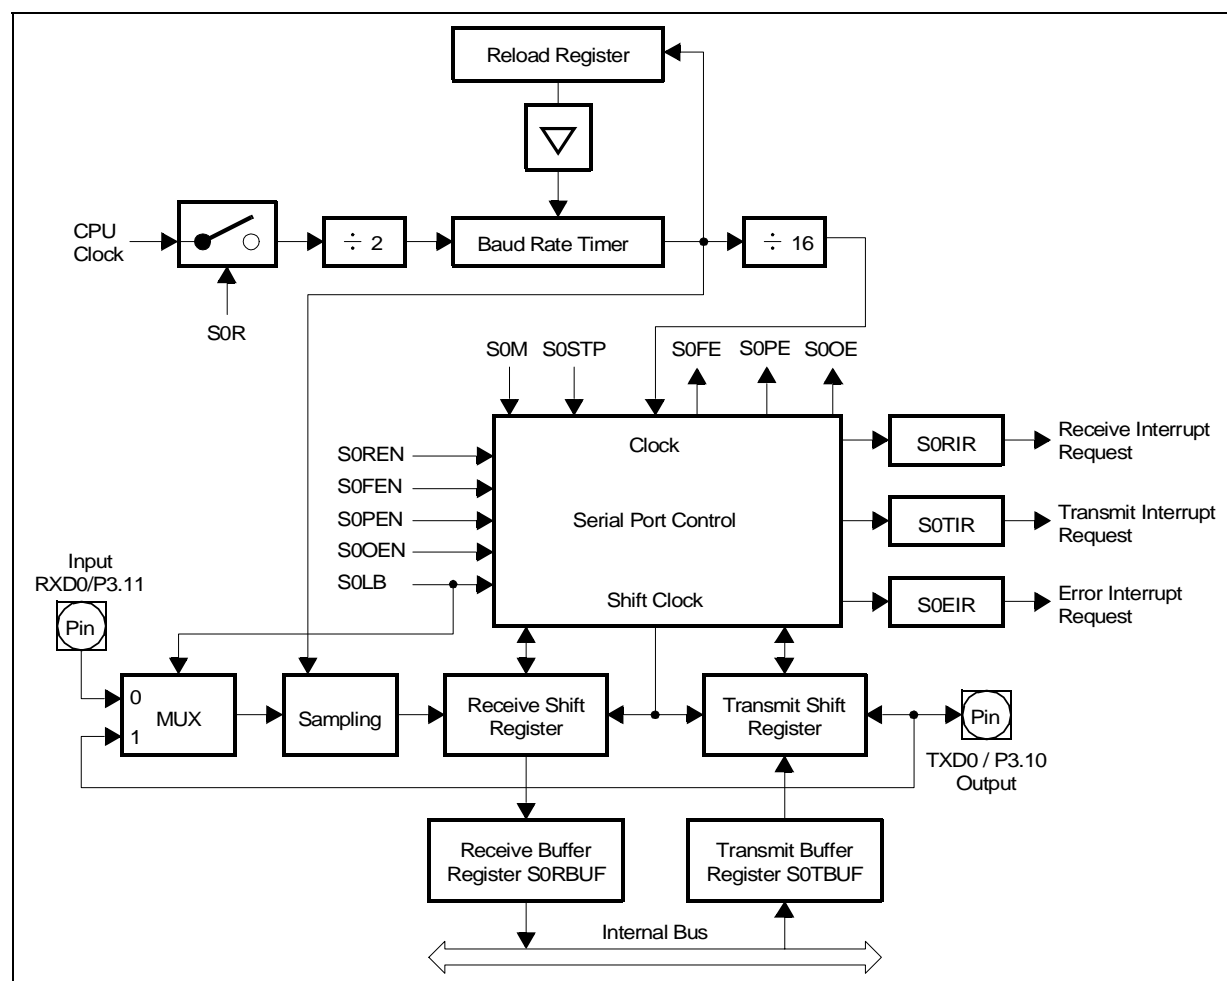 Reload Register
CPU
Clock
÷ 2
Baud Rate Timer
÷ 16
S0R
S0M
S0STP
S0FE
S0PE
S0OE
Clock
S0RIR
Receive Interrupt
Request
S0REN
S0FEN
S0PEN
S0OEN
S0LB
Serial Port Control
S0TIR
Transmit Interrupt
Request
Shift Clock
S0EIR
Error Interrupt
Request
Input
RXD0/P3.11
Pin
0
1
MUX
Sampling
Receive Shift
Register
Transmit Shift
Register
Pin
TXD0 / P3.10
Output
Receive Buffer
Register S0RBUF
Transmit Buffer
Register S0TBUF
Internal Bus